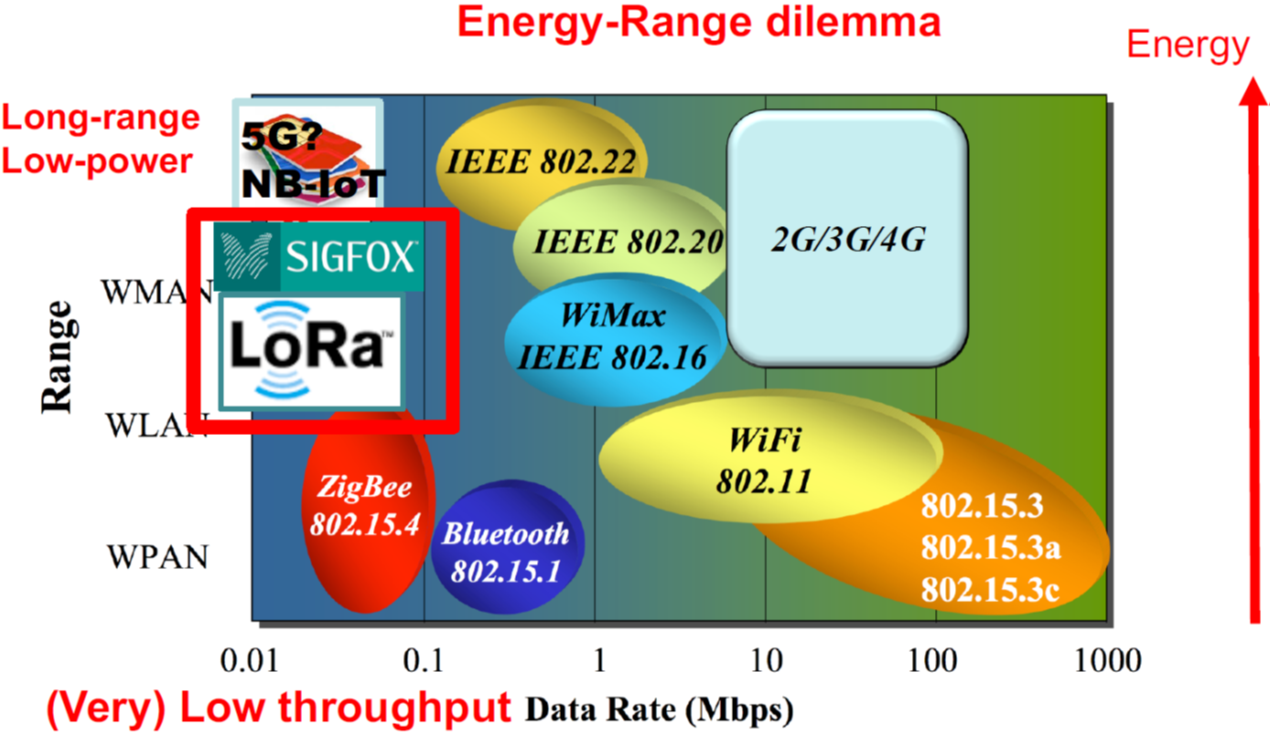 Energy-Range dilemma
Energy
Long-range
Low-power
5G?
NB-IoT
IEEE 802.22
IEEE 802.20
2G/3G/4G
SIGFOX™
WMAN
LoRa™
WiMax
IEEE 802.16
Range
WLAN
WiFi
802.11
ZigBee
802.15.4
Bluetooth
802.15.1
802.15.3
802.15.3a
802.15.3c
WPAN
0.01 0.1 1 10 100 1000
(Very) Low throughput Data Rate (Mbps)